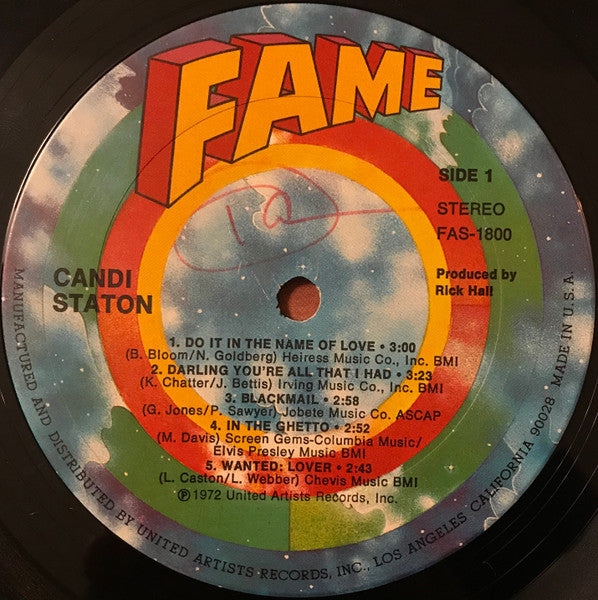 FAME
SIDE 1
STEREO
FAS-1800
CANDI
STATON
Produced by
Rick Hall
1. DO IT IN THE NAME OF LOVE • 3:00
(B. Bloom/N. Goldberg) Heiress Music Co., Inc. BMI
2. DARLING YOU'RE ALL THAT I HAD • 3:23
(K. Chatter/J. Bettis) Irving Music Co., Inc. BMI
3. BLACKMAIL • 2:58
(G. Jones/P. Sawyer) Jobete Music Co. ASCAP
4. IN THE GHETTO • 2:52
(M. Davis) Screen Gems-Columbia Music/
Elvis Presley Music BMI
5. WANTED: LOVER • 2:43
(L. Caston/L. Webber) Chevis Music BMI
℗1972 United Artists Records, Inc.
MANUFACTURED AND DISTRIBUTED BY UNITED ARTISTS RECORDS, INC., LOS ANGELES, CALIFORNIA 90028 • MADE IN U.S.A.